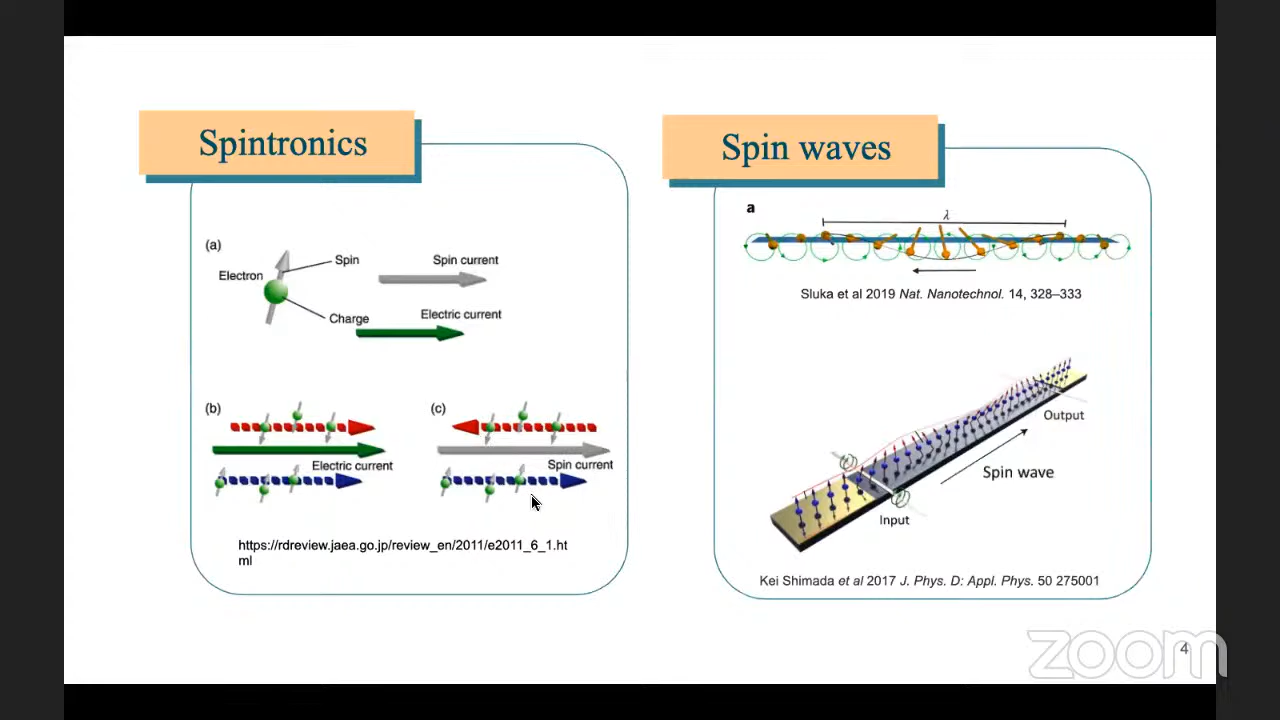 Spintronics
(a)
Spin
Spin current
Electron
Electric current
Charge
(b)
(c)
Electric current
Spin current
https://rdreview.jaea.go.jp/review_en/2011/e2011_6_1.ht
ml
Spin waves
a
λ
Sluka et al 2019 Nat. Nanotechnol. 14, 328–333
Output
Spin wave
Input
Kei Shimada et al 2017 J. Phys. D: Appl. Phys. 50 275001
zoom
4